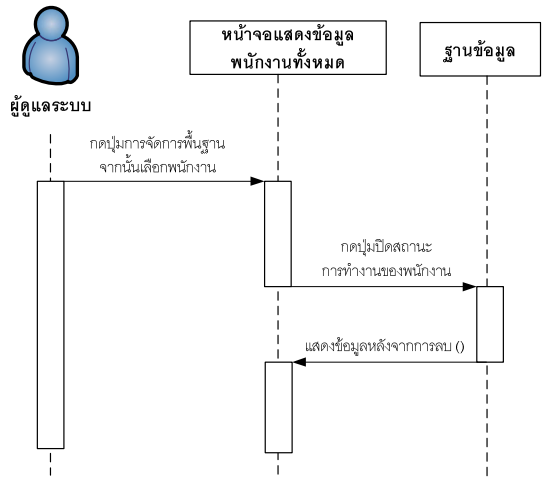 หน้าจอแสดงข้อมูล
พนักงานทั้งหมด
ฐานข้อมูล
ผู้ดูแลระบบ
กดปุ่มการจัดการพื้นฐาน
จากนั้นเลือกพนักงาน
กดปุ่มปิดสถานะ
การทำงานของพนักงาน
แสดงข้อมูลหลังจากการลบ ()